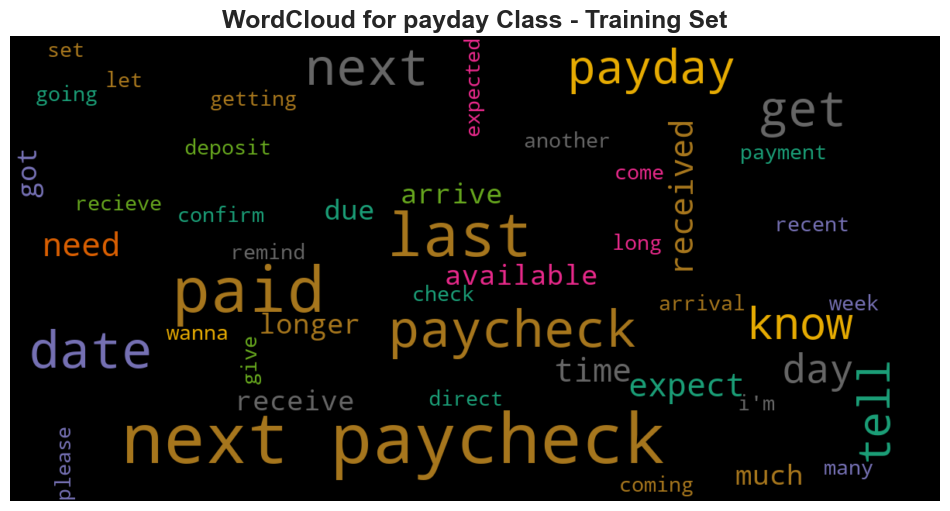 WordCloud for payday Class - Training Set
set
next
expected
payday
let
going
getting
get
deposit
another
payment
got
come
received
recieve
confirm
due
arrive
recent
need
remind
last
long
available
paid
check
arrival
week
wanna
longer
paycheck
know
date
give
time
day
expect
tell
receive
direct
i'm
next paycheck
please
coming
much
many